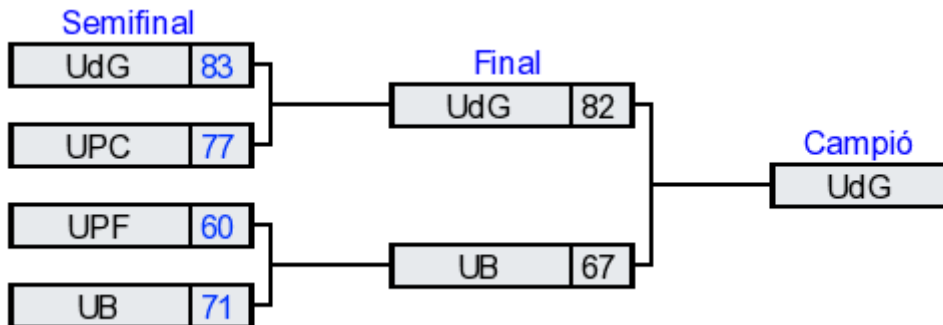 Semifinal
UdG 83
UPC 77
UPF 60
UB 71
Final
UdG 82
UB 67
Campió
UdG